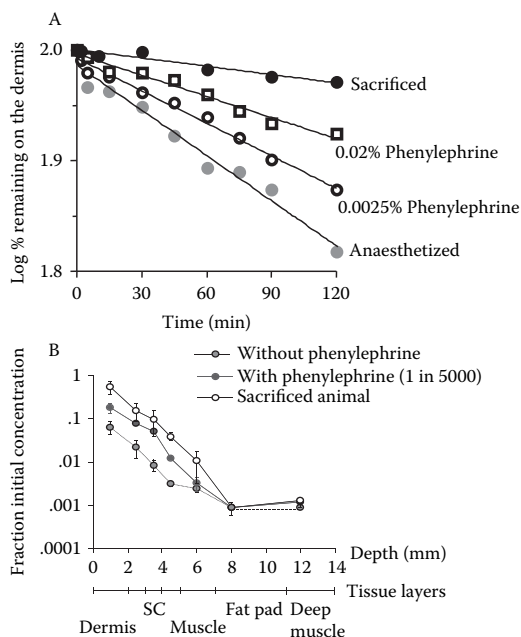 A
Log % remaining on the dermis
2.0
1.9
1.8
Sacrificed
0.02% Phenylephrine
0.0025% Phenylephrine
Anaesthetized
0 30 60 90 120
Time (min)
B
Without phenylephrine
With phenylephrine (1 in 5000)
Sacrificed animal
Fraction initial concentration
1
.1
.01
.001
.0001
0 2 4 6 8 10 12 14
Depth (mm)
Tissue layers
Dermis SC Muscle Fat pad Deep
muscle